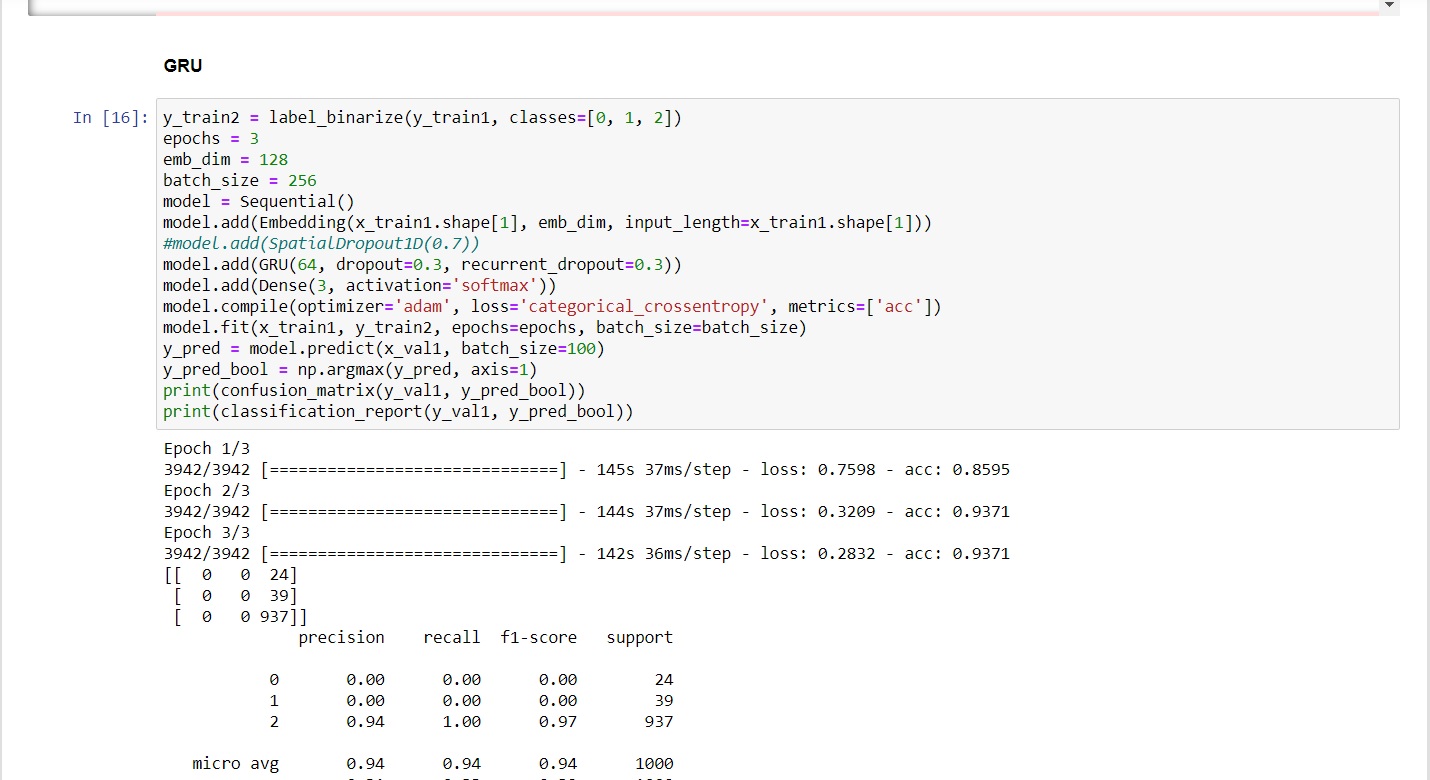 GRU
In [16]: y_train2 = label_binarize(y_train1, classes=[0, 1, 2])
epochs = 3
emb_dim = 128
batch_size = 256
model = Sequential()
model.add(Embedding(x_train1.shape[1], emb_dim, input_length=x_train1.shape[1]))
#model.add(SpatialDropout1D(0.7))
model.add(GRU(64, dropout=0.3, recurrent_dropout=0.3))
model.add(Dense(3, activation='softmax'))
model.compile(optimizer='adam', loss='categorical_crossentropy', metrics=['acc'])
model.fit(x_train1, y_train2, epochs=epochs, batch_size=batch_size)
y_pred = model.predict(x_val1, batch_size=100)
y_pred_bool = np.argmax(y_pred, axis=1)
print(confusion_matrix(y_val1, y_pred_bool))
print(classification_report(y_val1, y_pred_bool))
Epoch 1/3
3942/3942 [==============================] - 145s 37ms/step - loss: 0.7598 - acc: 0.8595
Epoch 2/3
3942/3942 [==============================] - 144s 37ms/step - loss: 0.3209 - acc: 0.9371
Epoch 3/3
3942/3942 [==============================] - 142s 36ms/step - loss: 0.2832 - acc: 0.9371
[[  0   0  24]
 [  0   0  39]
 [  0   0 937]]
precision    recall  f1-score   support
0       0.00      0.00      0.00        24
1       0.00      0.00      0.00        39
2       0.94      1.00      0.97       937
micro avg       0.94      0.94      0.94      1000